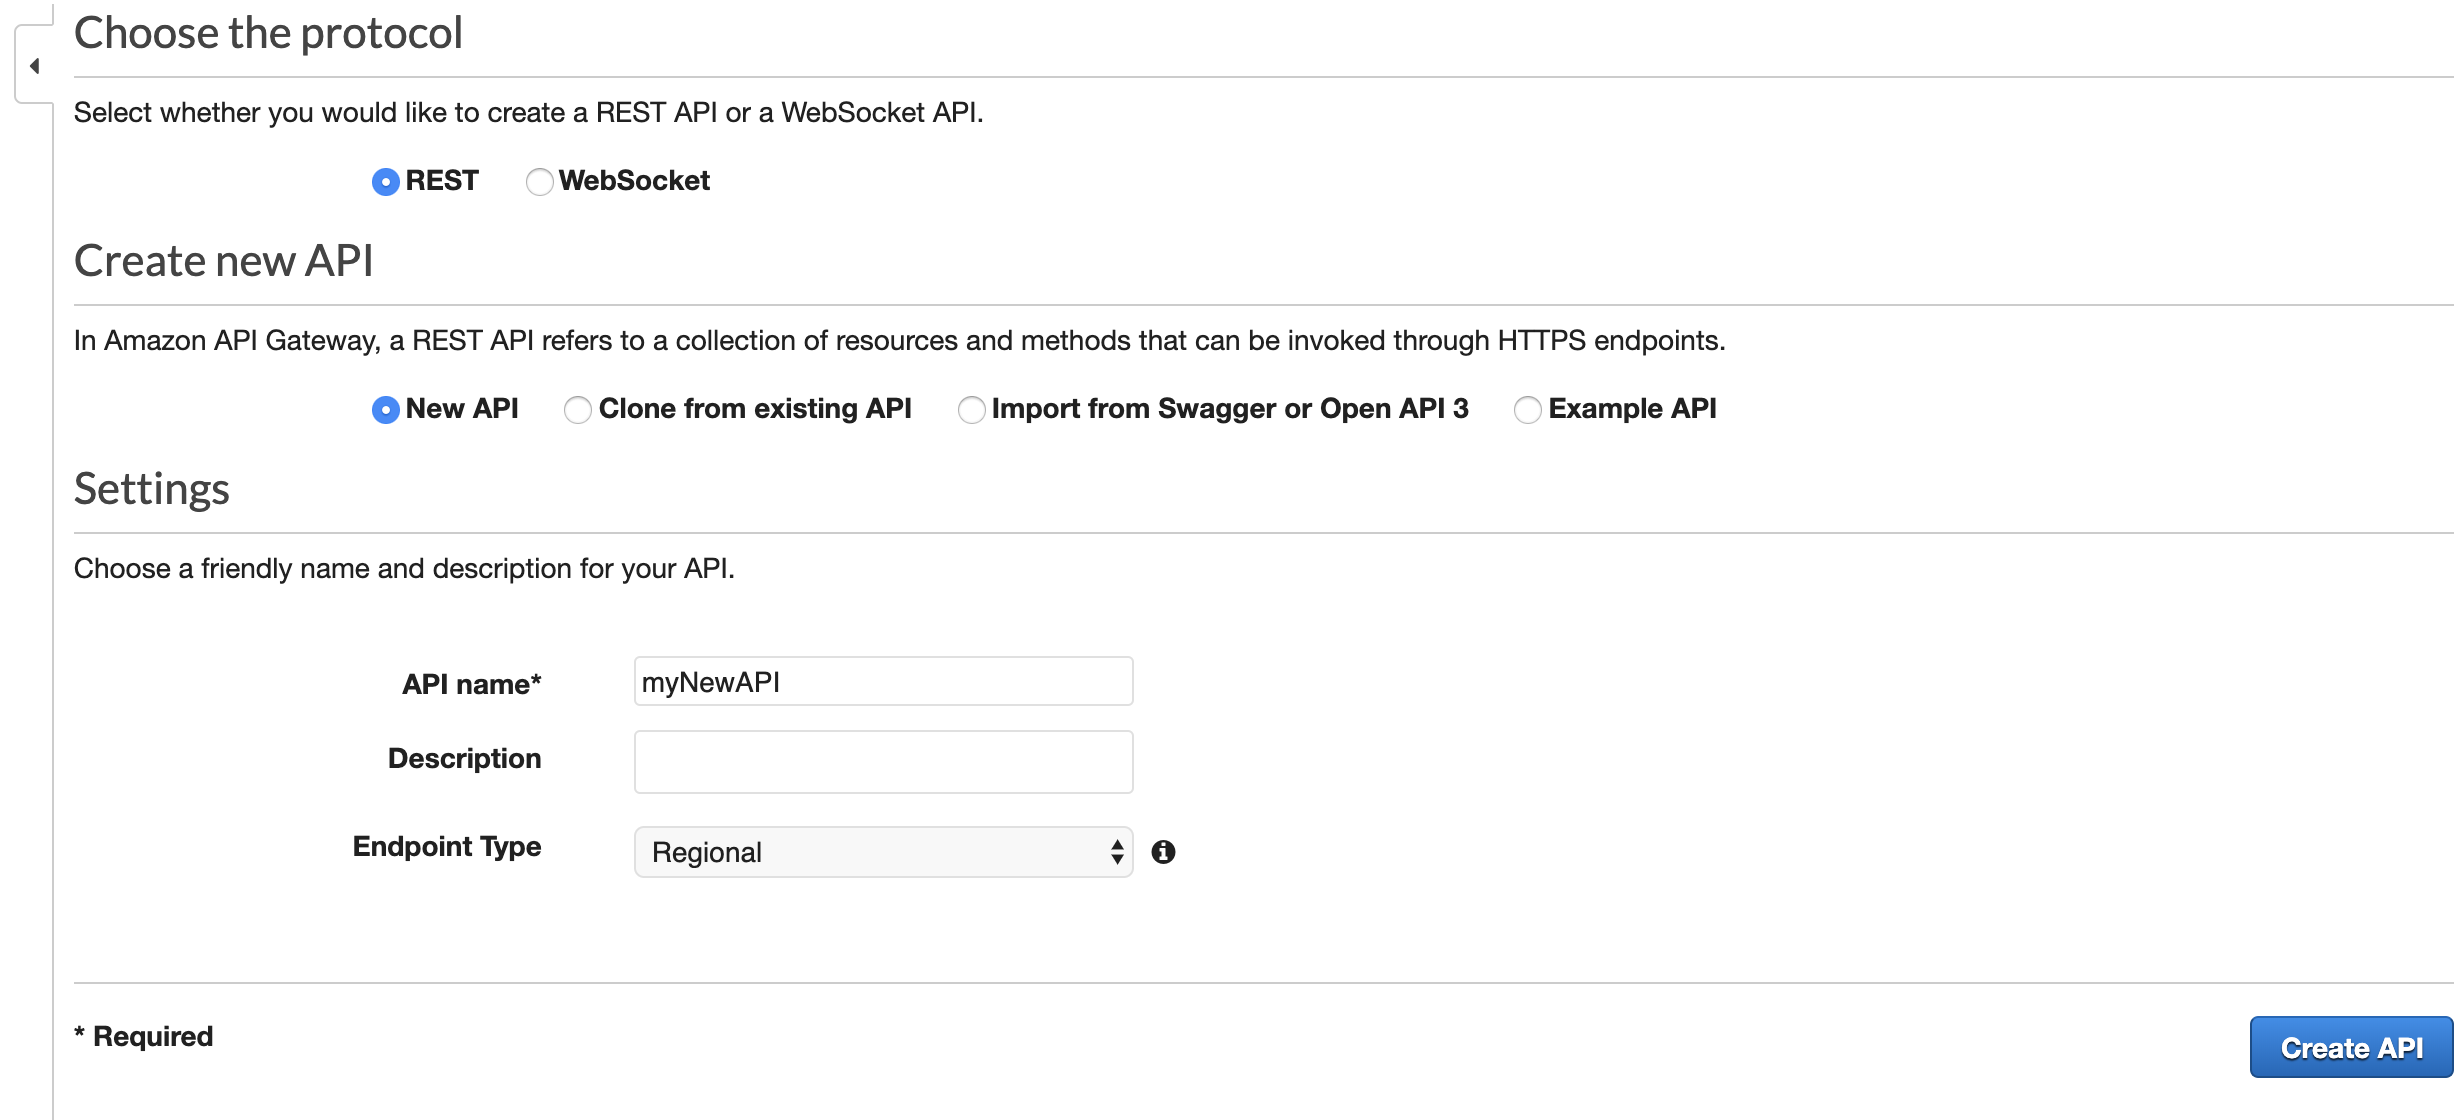 Choose the protocol
Select whether you would like to create a REST API or a WebSocket API.
REST WebSocket
Create new API
In Amazon API Gateway, a REST API refers to a collection of resources and methods that can be invoked through HTTPS endpoints.
New API Clone from existing API Import from Swagger or Open API 3 Example API
Settings
Choose a friendly name and description for your API.
API name* myNewAPI
Description
Endpoint Type Regional
* Required
Create API